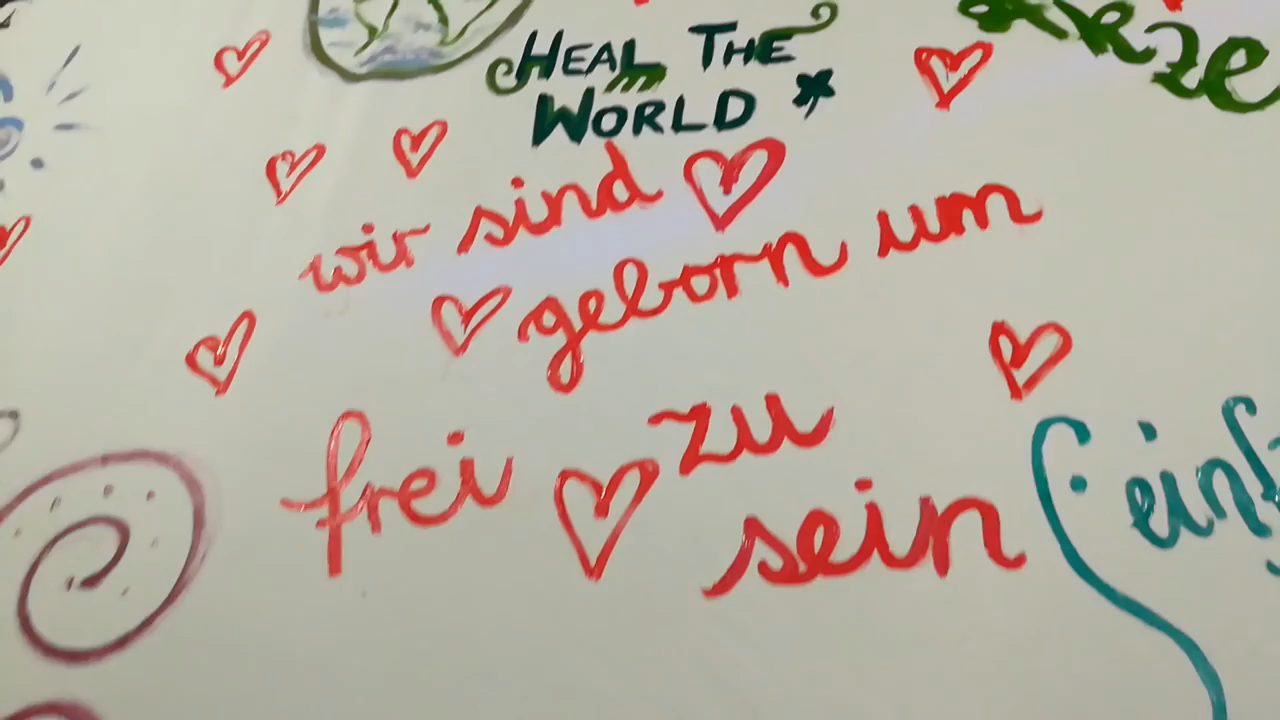 HEAL THE
WORLD
wir sind
geborn um
frei zu
sein